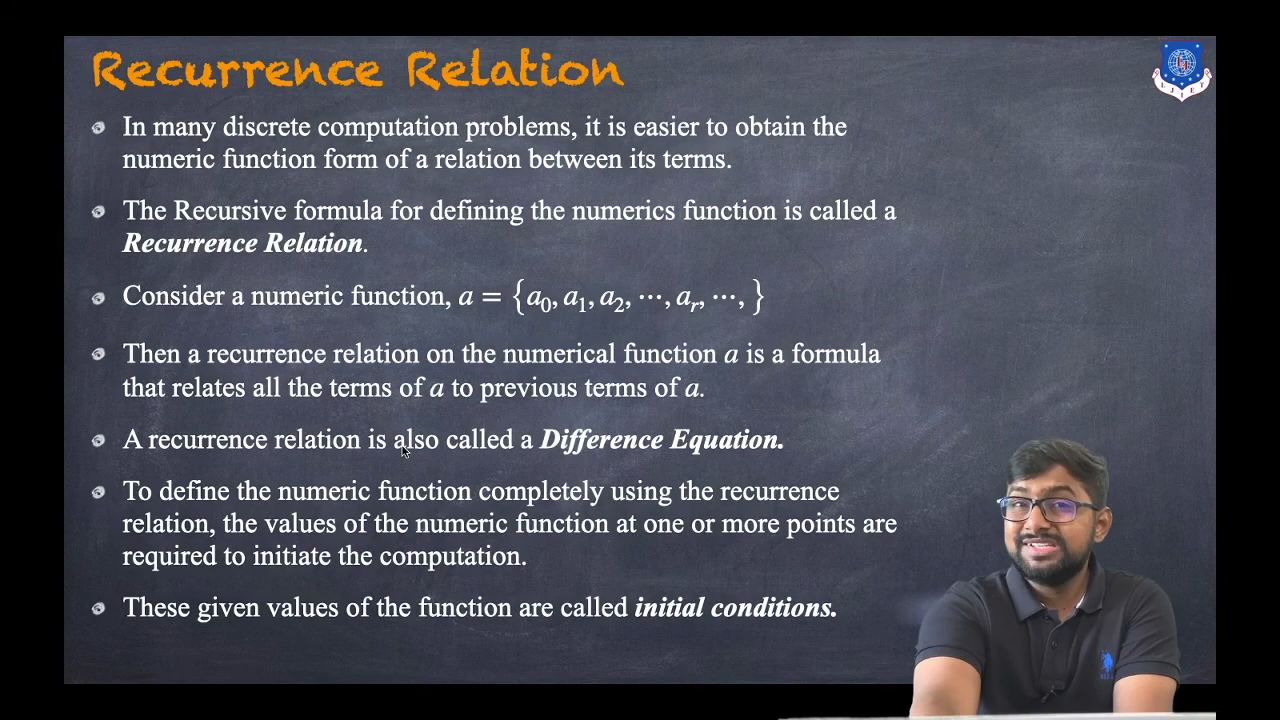 Recurrence Relation
In many discrete computation problems, it is easier to obtain the
numeric function form of a relation between its terms.
The Recursive formula for defining the numerics function is called a
Recurrence Relation.
Consider a numeric function, a = {a₀, a₁, a₂, ⋯, aᵣ, ⋯, }
Then a recurrence relation on the numerical function a is a formula
that relates all the terms of a to previous terms of a.
A recurrence relation is also called a Difference Equation.
To define the numeric function completely using the recurrence
relation, the values of the numeric function at one or more points are
required to initiate the computation.
These given values of the function are called initial conditions.